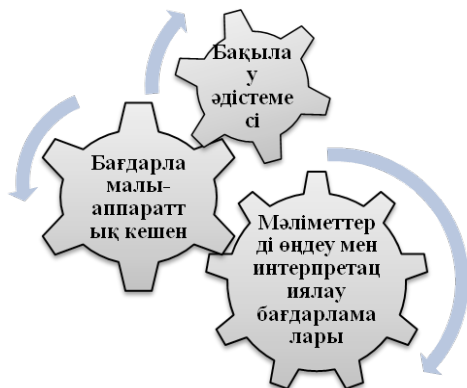 Бақыла
у
әдістеме
сі
Бағдарла
малы-
аппаратт
ық кешен
Мәліметтер
ді өңдеу мен
интерпретац
иялау
бағдарлама
лары